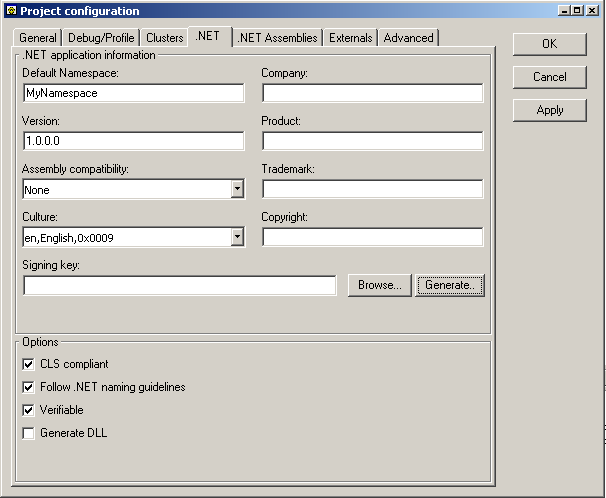 Project configuration
General Debug/Profile Clusters .NET .NET Assemblies Externals Advanced
OK
Cancel
Apply
.NET application information
Default Namespace: Company:
MyNamespace
Version: Product:
1.0.0.0
Assembly compatibility: Trademark:
None
Culture: Copyright:
en,English,0x0009
Signing key:
Browse... Generate..
Options
CLS compliant
Follow .NET naming guidelines
Verifiable
Generate DLL